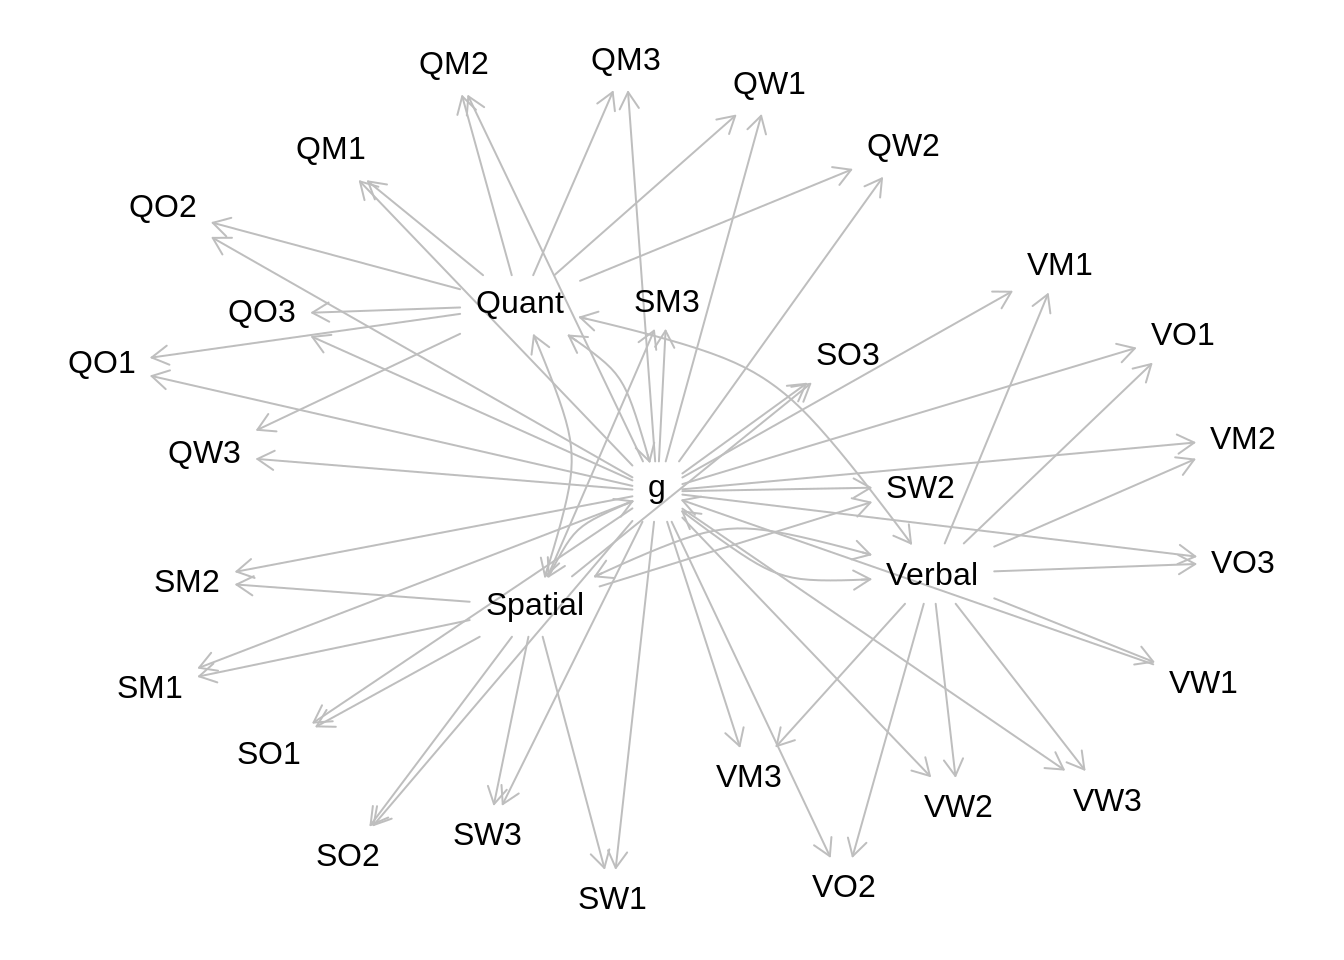 QM3
QM2
QW1
QW2
QM1
QO2
VM1
SM3
Quant
QO3
VO1
SO3
QO1
VM2
QW3
g
SW2
VO3
Verbal
SM2
Spatial
VW1
SM1
SO1
VM3
VW3
VW2
SW3
SO2
VO2
SW1